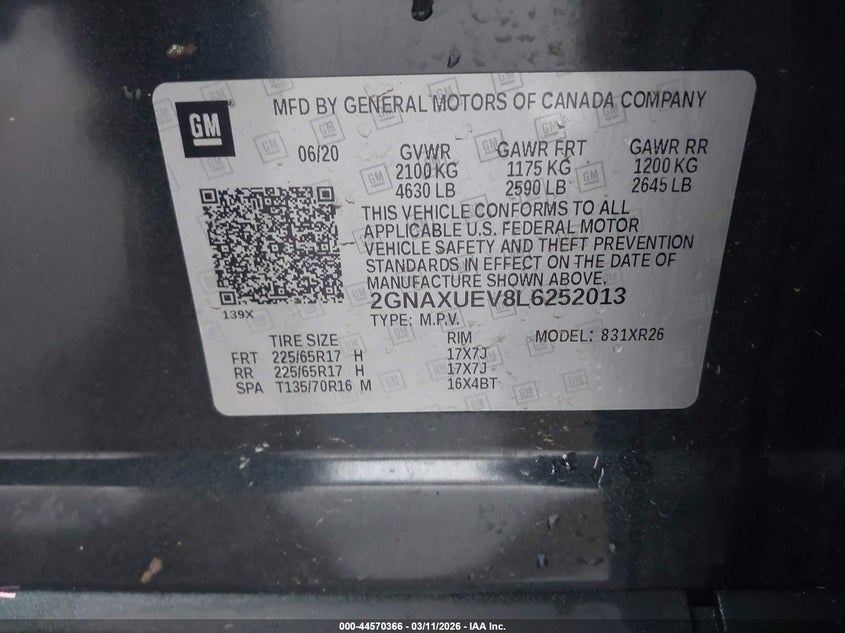 GM
MFD BY GENERAL MOTORS OF CANADA COMPANY
06/20 GVWR GAWR FRT GAWR RR
2100 KG 1175 KG 1200 KG
4630 LB 2590 LB 2645 LB
THIS VEHICLE CONFORMS TO ALL
APPLICABLE U.S. FEDERAL MOTOR
VEHICLE SAFETY AND THEFT PREVENTION
STANDARDS IN EFFECT ON THE DATE OF
MANUFACTURE SHOWN ABOVE.
2GNAXUEV8L6252013
139X
TYPE: M.P.V. MODEL: 831XR26
TIRE SIZE RIM
FRT 225/65R17 H 17X7J
RR 225/65R17 H 17X7J
SPA T135/70R16 M 16X4BT
000-44570366 - 03/11/2026 - IAA Inc.